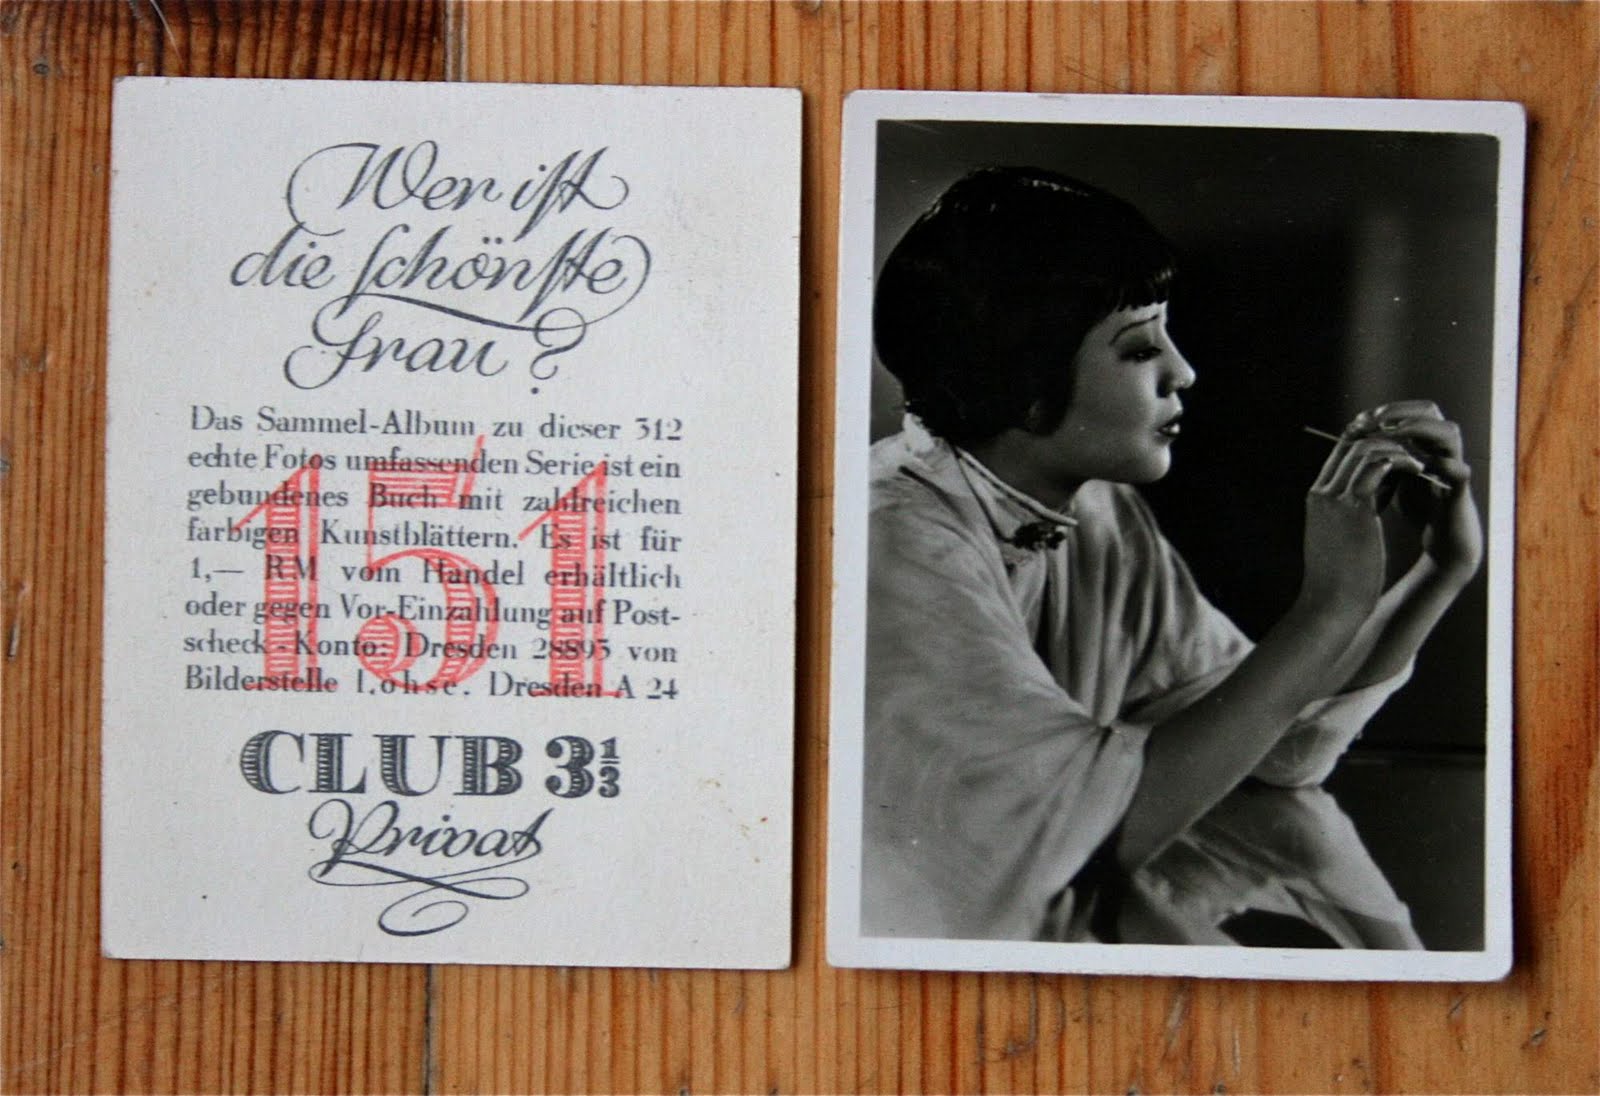 Wer ist
die schönste
Frau?
Das Sammel-Album zu dieser 312
echte Fotos umfassenden Serie ist ein
gebundenes Buch mit zahlreichen
farbigen Kunstblättern. Es ist für
1,— RM vom Handel erhältlich
oder gegen Vor-Einzahlung auf Post-
scheck-Konto: Dresden 28893 von
Bilderstelle Lohse. Dresden A 24
151
CLUB 3⅓
Privat